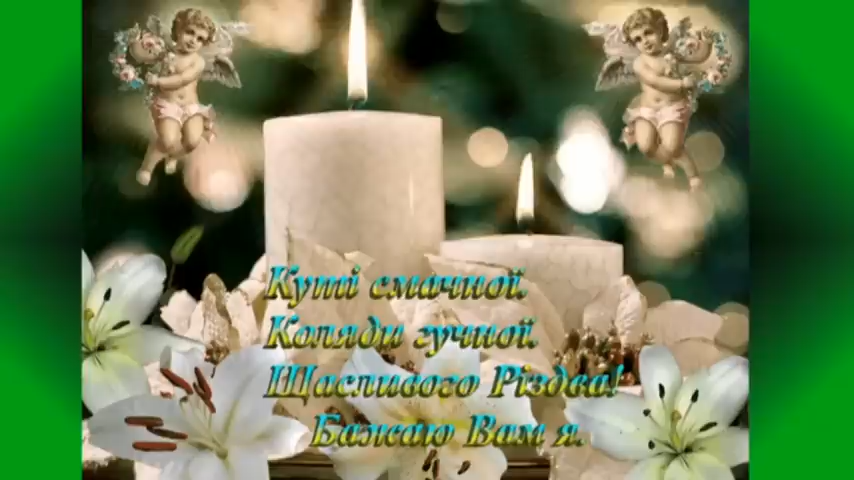 Куті смачної.
Коляди гучної.
Щасливого Різдва!
Бажаю Вам я.